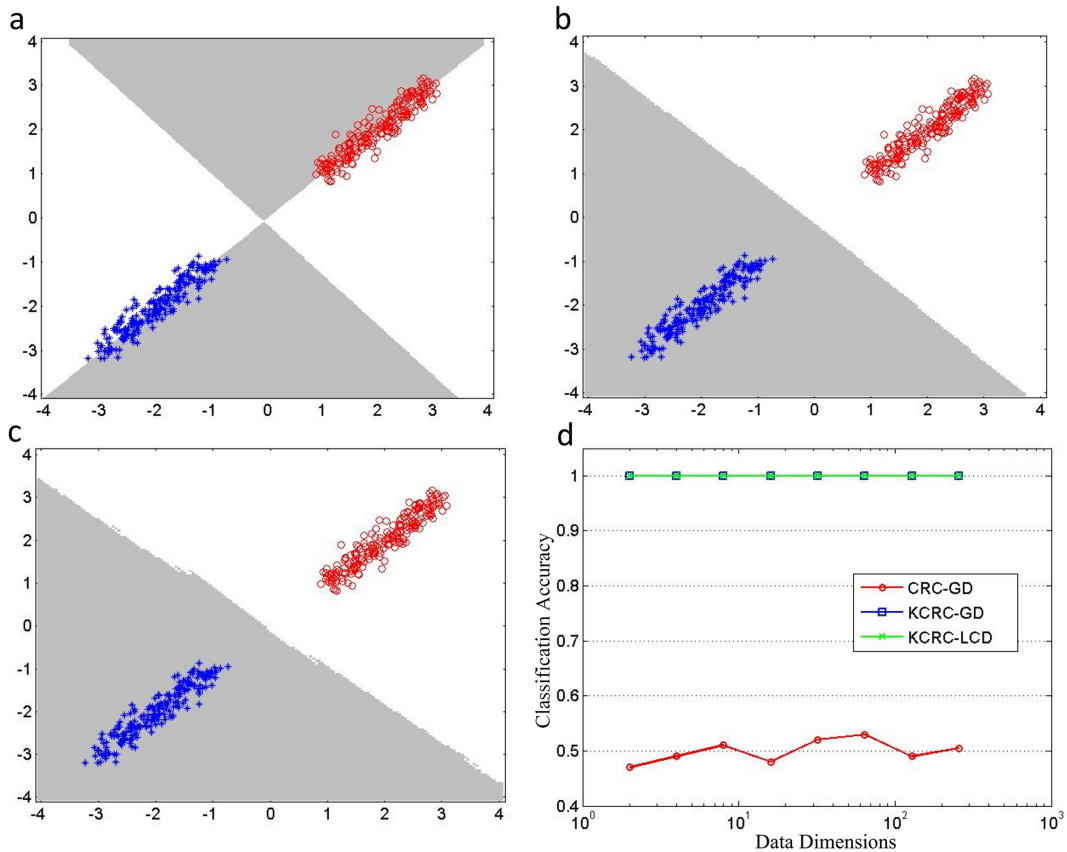 a
4
3
2
1
0
-1
-2
-3
-4
-4 -3 -2 -1 0 1 2 3 4
b
4
3
2
1
0
-1
-2
-3
-4
-4 -3 -2 -1 0 1 2 3 4
c
4
3
2
1
0
-1
-2
-3
-4
-4 -3 -2 -1 0 1 2 3 4
d
Classification Accuracy
1
0.9
0.8
0.7
0.6
0.5
0.4
CRC-GD
KCRC-GD
KCRC-LCD
10⁰ 10¹ 10² 10³
Data Dimensions